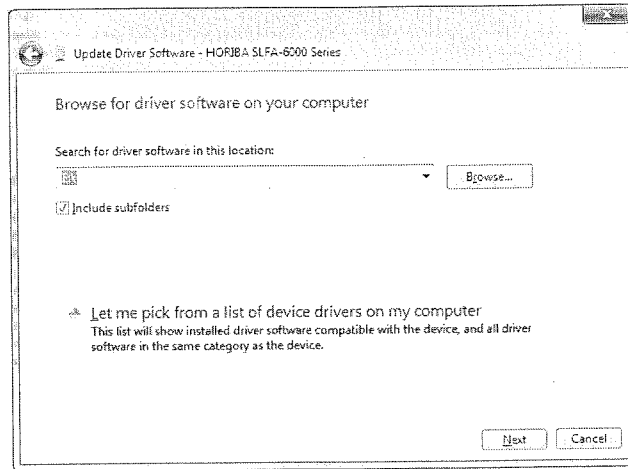 Update Driver Software - HORIBA SLFA-6000 Series
Browse for driver software on your computer
Search for driver software in this location:
Browse...
Include subfolders
Let me pick from a list of device drivers on my computer
This list will show installed driver software compatible with the device, and all driver
software in the same category as the device.
Next
Cancel